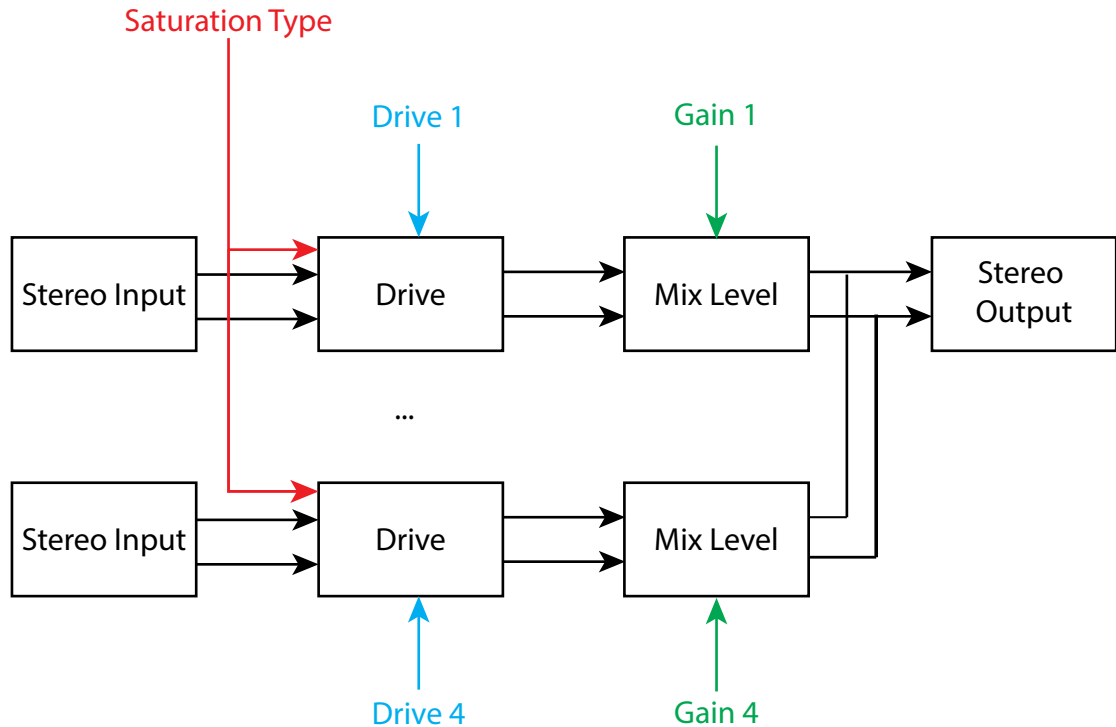 Saturation Type
Drive 1
Gain 1
Stereo Input
Drive
Mix Level
Stereo
Output
...
Stereo Input
Drive
Mix Level
Drive 4
Gain 4